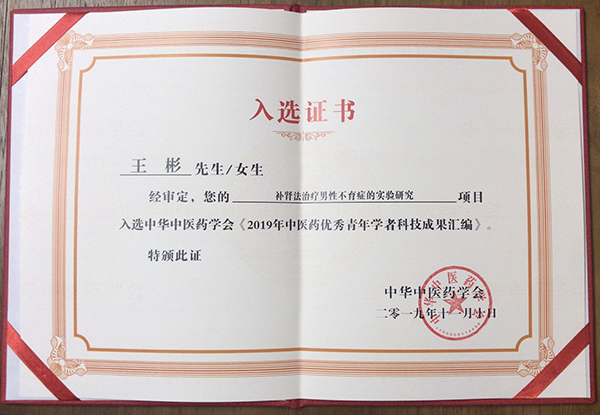 入选证书
王 彬 先生/女生
经审定，您的 补肾法治疗男性不育症的实验研究 项目
入选中华中医药学会《2019年中医药优秀青年学者科技成果汇编》。
特颁此证
中华中医药学会
二零一九年十一月十日